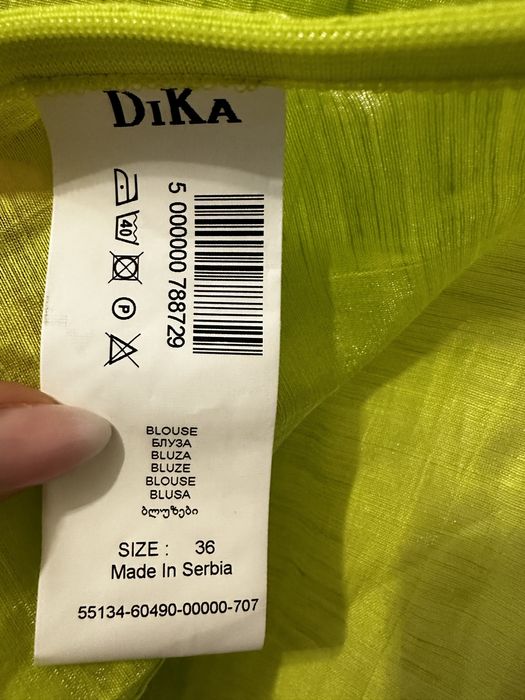 DiKA
40
P
5 000000 788729
BLOUSE
БЛУЗА
BLUZA
BLUZE
BLOUSE
BLUSA
ბლუზები
SIZE : 36
Made In Serbia
55134-60490-00000-707